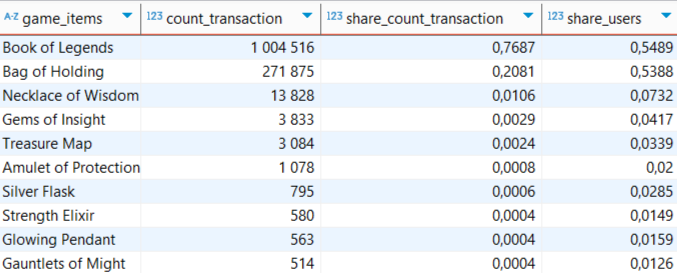 A-Z game_items 123 count_transaction 123 share_count_transaction 123 share_users
Book of Legends 1 004 516 0,7687 0,5489
Bag of Holding 271 875 0,2081 0,5388
Necklace of Wisdom 13 828 0,0106 0,0732
Gems of Insight 3 833 0,0029 0,0417
Treasure Map 3 084 0,0024 0,0339
Amulet of Protection 1 078 0,0008 0,02
Silver Flask 795 0,0006 0,0285
Strength Elixir 580 0,0004 0,0149
Glowing Pendant 563 0,0004 0,0159
Gauntlets of Might 514 0,0004 0,0126